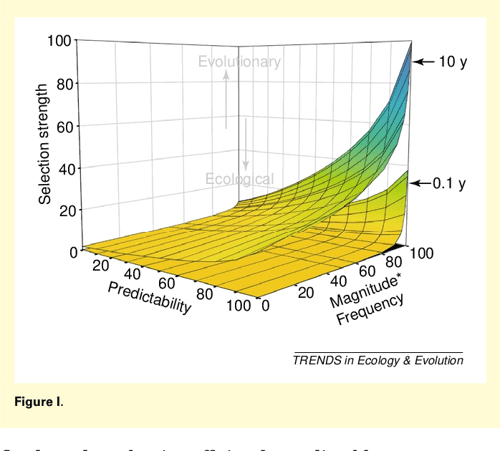 100
Evolutionary
10 y
80
Selection strength
60
40
Ecological
0.1 y
20
0
20
40
60
80
100
Predictability
0
20
40
60
80
100
Magnitude*
Frequency
TRENDS in Ecology & Evolution
Figure I.